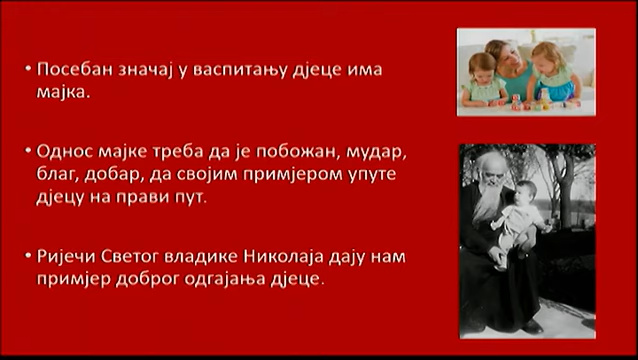 • Посебан значај у васпитању дјеце има
мајка.
• Однос мајке треба да је побожан, мудар,
благ, добар, да својим примјером упуте
дјецу на прави пут.
• Ријечи Светог владике Николаја дају нам
примјер доброг одгајања дјеце.